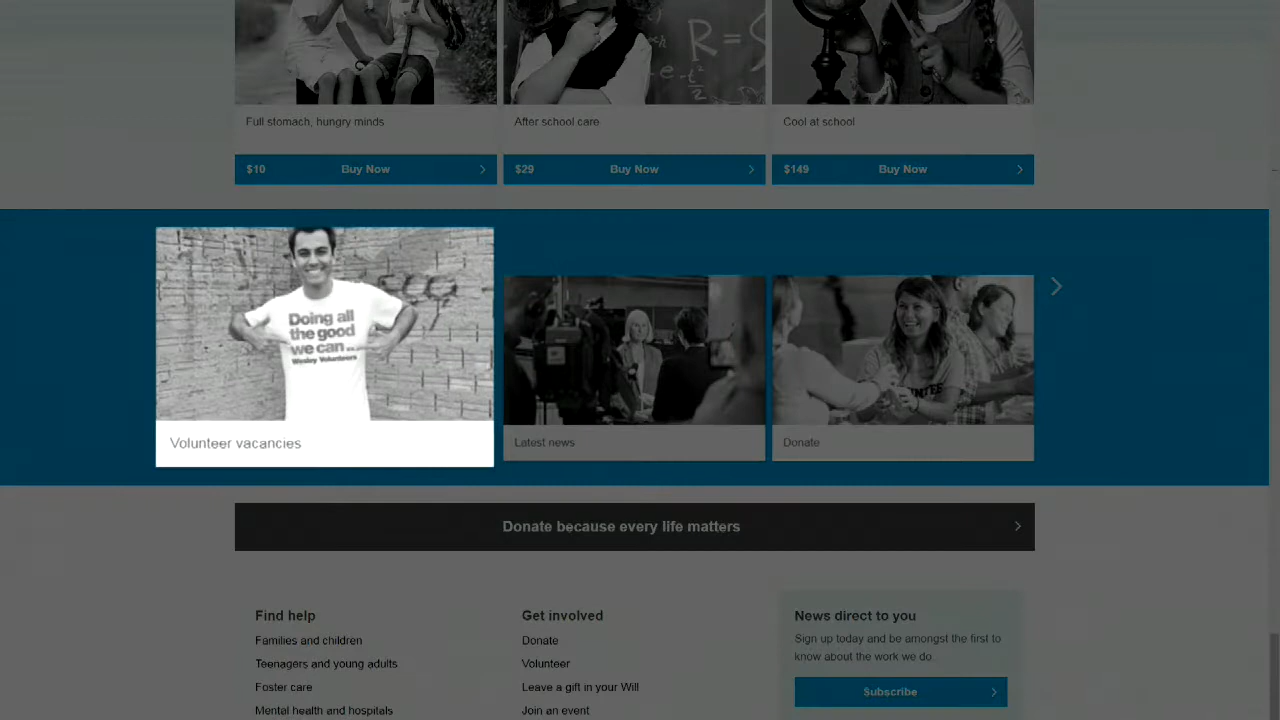 R =
Full stomach, hungry minds
After school care
Cool at school
$10 Buy Now
$29 Buy Now
$149 Buy Now
Doing all
the good
we can...
Wesley Volunteers
Volunteer vacancies
Latest news
Donate
Donate because every life matters
Find help
Families and children
Teenagers and young adults
Foster care
Mental health and hospitals
Get involved
Donate
Volunteer
Leave a gift in your Will
Join an event
News direct to you
Sign up today and be amongst the first to
know about the work we do.
Subscribe